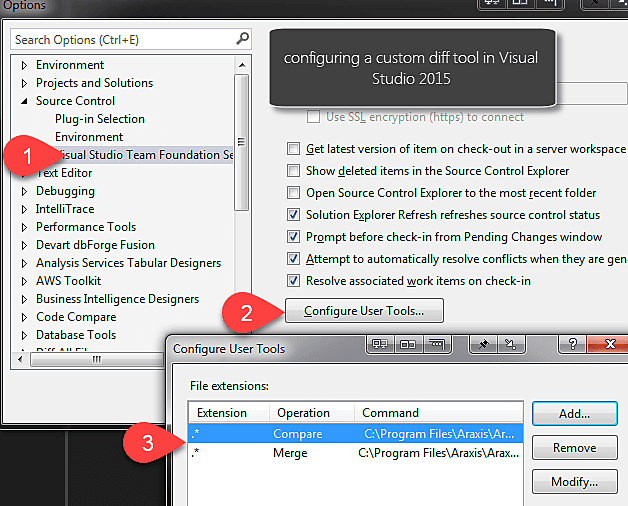 Options
Search Options (Ctrl+E)
configuring a custom diff tool in Visual
Studio 2015
Environment
Projects and Solutions
Source Control
Plug-in Selection
Environment
1
Visual Studio Team Foundation Se
Text Editor
Debugging
IntelliTrace
Performance Tools
Devart dbForge Fusion
Analysis Services Tabular Designers
AWS Toolkit
Business Intelligence Designers
Code Compare
Database Tools
Diff All Fil
Use SSL encryption (https) to connect
Get latest version of item on check-out in a server workspace
Show deleted items in the Source Control Explorer
Open Source Control Explorer to the most recent folder
Solution Explorer Refresh refreshes source control status
Prompt before check-in from Pending Changes window
Attempt to automatically resolve conflicts when they are gene
Resolve associated work items on check-in
2
Configure User Tools...
Configure User Tools
File extensions:
Extension Operation Command
3
.* Compare C:\Program Files\Araxis\Ar...
.* Merge C:\Program Files\Araxis\Arax...
Add...
Remove
Modify...